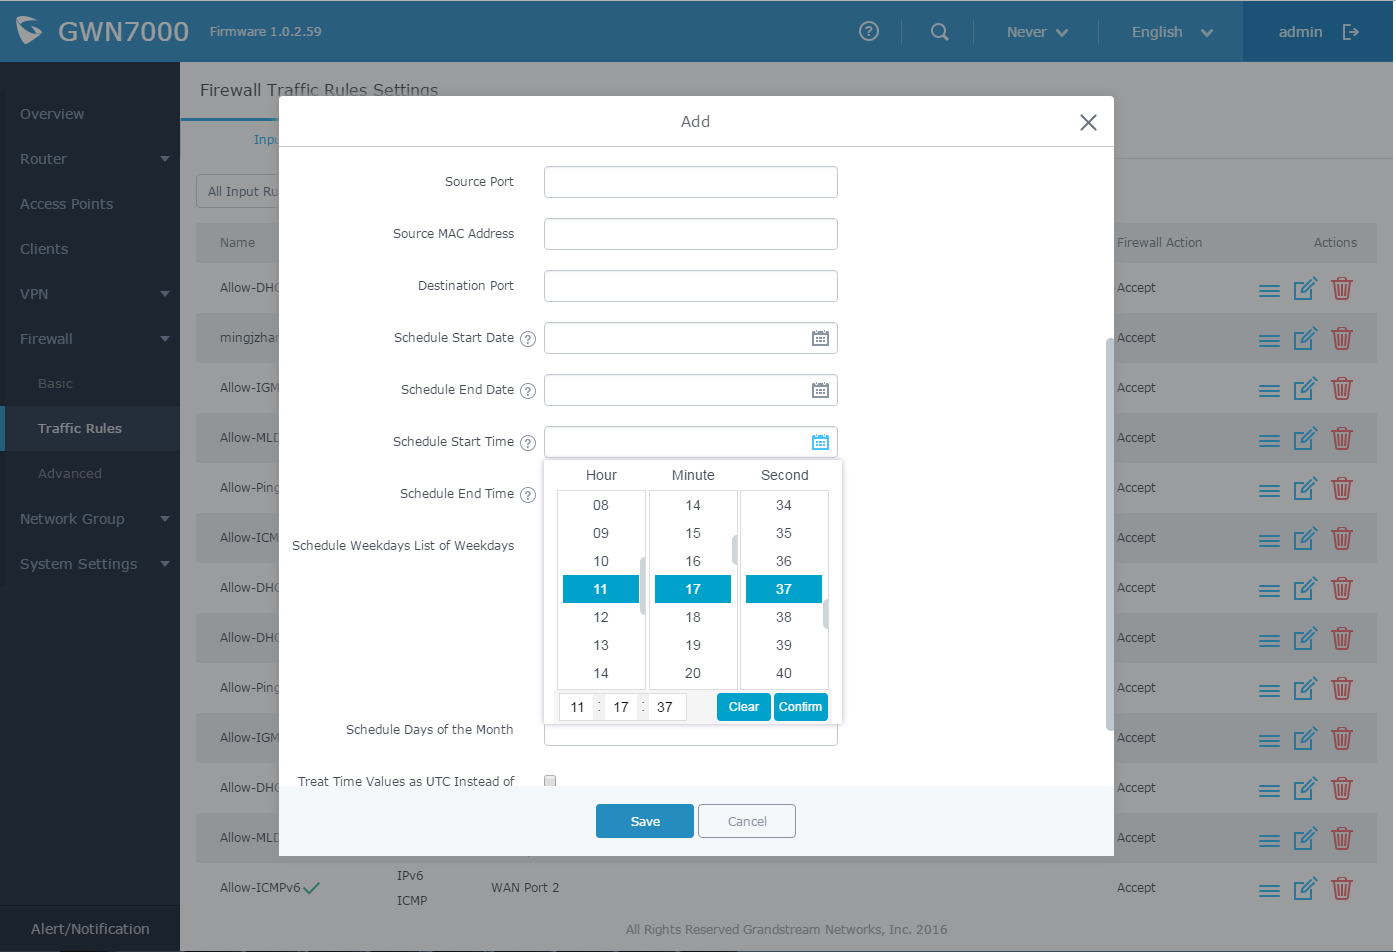 GWN7000 Firmware 1.0.2.59
Never English admin
Overview
Router
Access Points
Clients
VPN
Firewall
Basic
Traffic Rules
Advanced
Network Group
System Settings
Alert/Notification
Firewall Traffic Rules Settings
Inpu
All Input Ru
Name Firewall Action Actions
Allow-DHC Accept
mingjzhan Accept
Allow-IGM Accept
Allow-MLD Accept
Allow-Ping Accept
Allow-ICM Accept
Allow-DHC Accept
Allow-DHC Accept
Allow-Ping Accept
Allow-IGM Accept
Allow-DHC Accept
Allow-MLD Accept
Allow-ICMPv6 IPv6 WAN Port 2 Accept
ICMP
Add
Source Port
Source MAC Address
Destination Port
Schedule Start Date ?
Schedule End Date ?
Schedule Start Time ?
Schedule End Time ?
Schedule Weekdays List of Weekdays
Hour Minute Second
08 14 34
09 15 35
10 16 36
11 17 37
12 18 38
13 19 39
14 20 40
11 : 17 : 37 Clear Confirm
Schedule Days of the Month
Treat Time Values as UTC Instead of
Save Cancel
All Rights Reserved Grandstream Networks, Inc. 2016